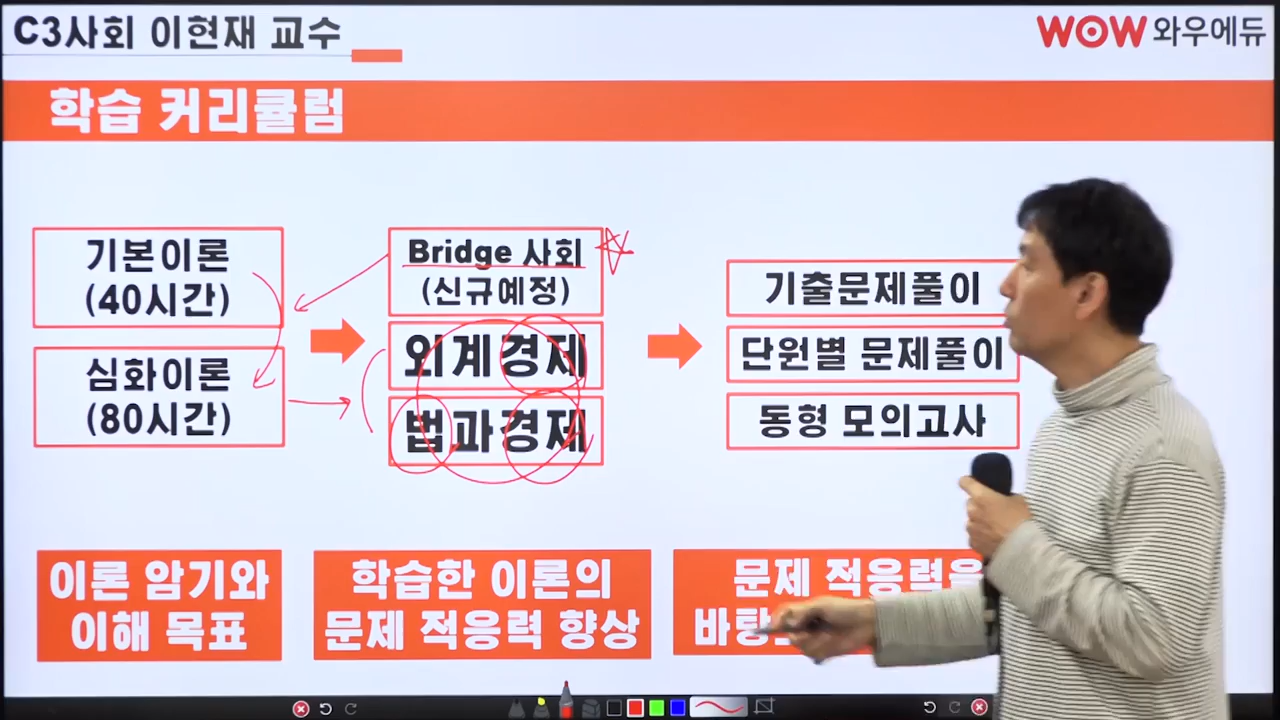 C3사회 이현재 교수
WOW 와우에듀
학습 커리큘럼
기본이론
(40시간)
심화이론
(80시간)
Bridge 사회
(신규예정)
외계경제
법과경제
기출문제풀이
단원별 문제풀이
동형 모의고사
이론 암기와
이해 목표
학습한 이론의
문제 적응력 향상
문제 적응력을